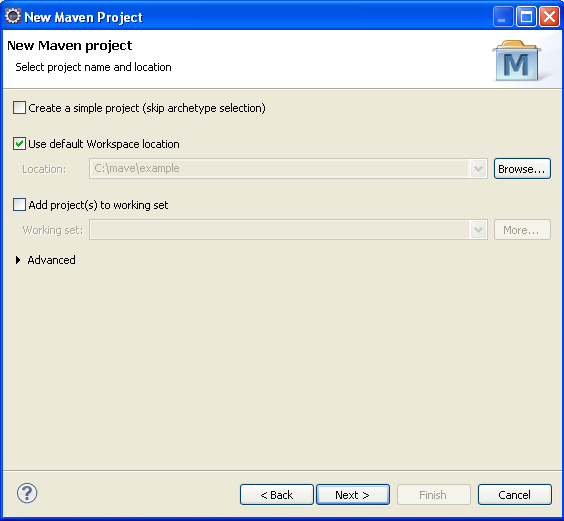 New Maven Project
New Maven project
Select project name and location
M
Create a simple project (skip archetype selection)
Use default Workspace location
Location: C:\mave\example Browse...
Add project(s) to working set
Working set: More...
Advanced
? < Back Next > Finish Cancel